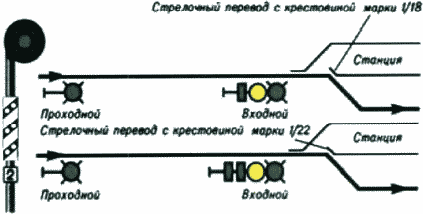 Стрелочный перевод с крестовиной марки 1/18
Станция
Проходной
Входной
Стрелочный перевод с крестовиной марки 1/22
Станция
2
Проходной
Входной